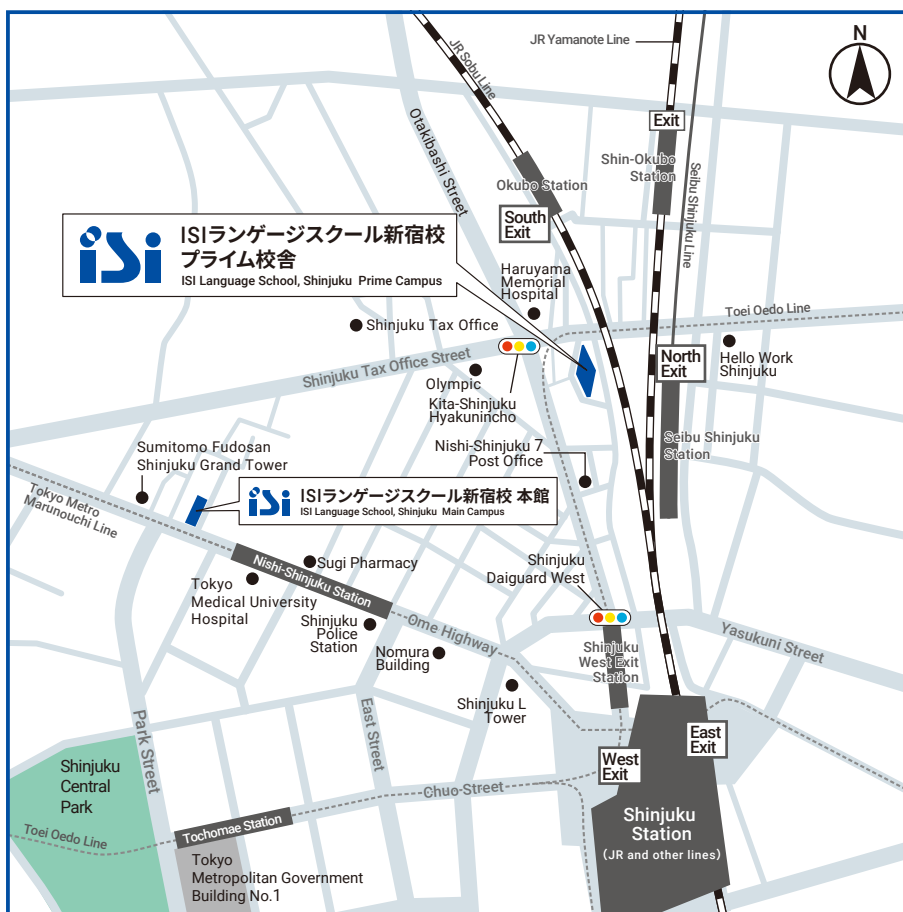 JR Yamanote Line
N
JR Sobu Line
Otakibashi Street
Exit
Shin-Okubo
Station
Seibu Shinjuku Line
Okubo Station
South
Exit
isi
ISIランゲージスクール新宿校
プライム校舎
ISI Language School, Shinjuku Prime Campus
Haruyama
Memorial
Hospital
Toei Oedo Line
Shinjuku Tax Office
Shinjuku Tax Office Street
North
Exit
Hello Work
Shinjuku
Olympic
Kita-Shinjuku
Hyakunincho
Seibu Shinjuku
Station
Nishi-Shinjuku 7
Post Office
Sumitomo Fudosan
Shinjuku Grand Tower
isi
ISIランゲージスクール新宿校 本館
ISI Language School, Shinjuku Main Campus
Tokyo Metro
Marunouchi Line
Nishi-Shinjuku Station
Sugi Pharmacy
Shinjuku
Daiguard West
Tokyo
Medical University
Hospital
Shinjuku
Police
Station
Ome Highway
Nomura
Building
Shinjuku
West Exit
Station
Yasukuni Street
Shinjuku L
Tower
Park Street
East Street
East
Exit
West
Exit
Shinjuku
Central
Park
Chuo Street
Shinjuku
Station
(JR and other lines)
Toei Oedo Line
Tochomae Station
Tokyo
Metropolitan Government
Building No.1